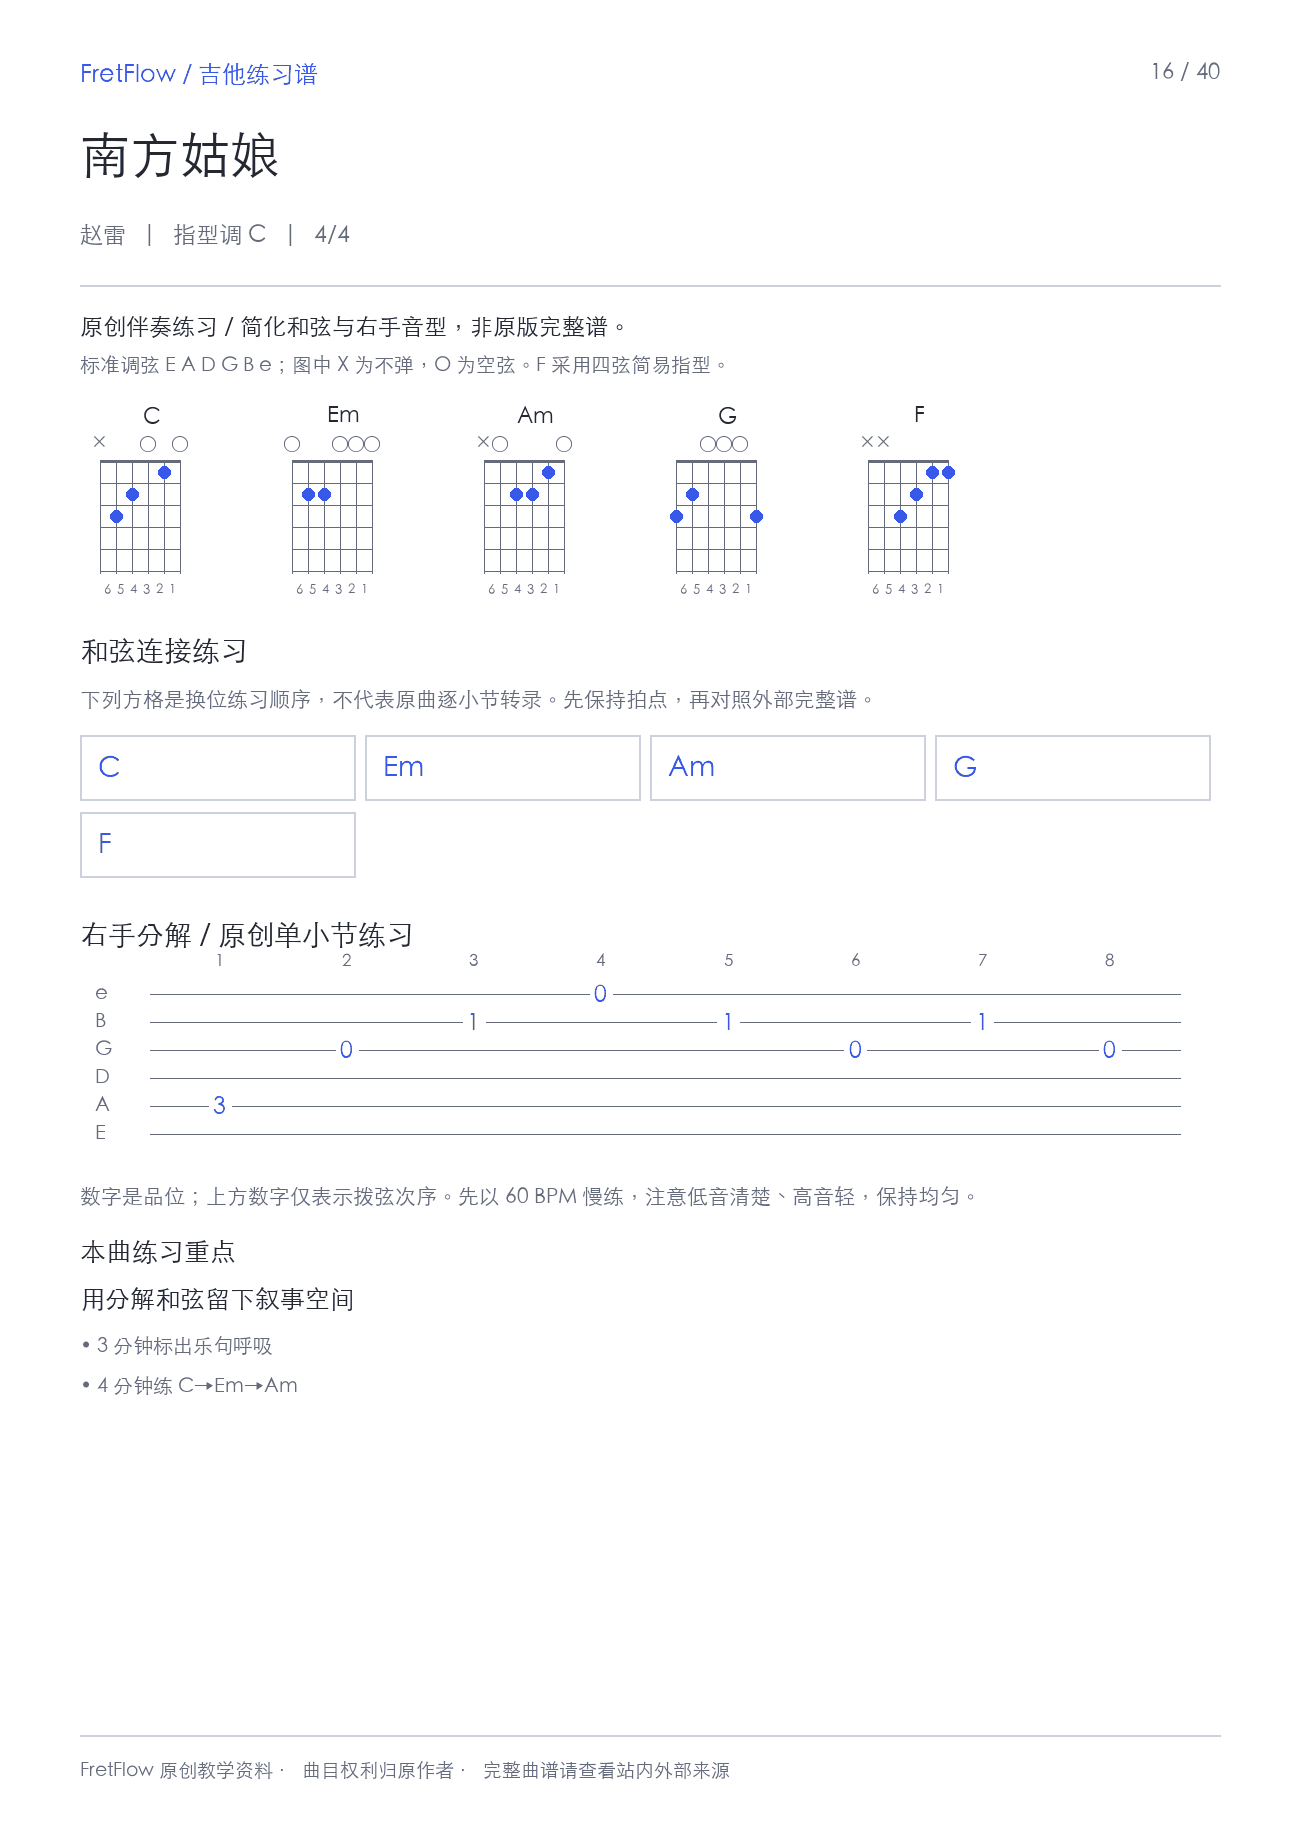 FretFlow / 吉他练习谱
16 / 40
南方姑娘
赵雷 | 指型调 C | 4/4
原创伴奏练习 / 简化和弦与右手音型，非原版完整谱。
标准调弦 E A D G B e；图中 X 为不弹，O 为空弦。F 采用四弦简易指型。
C Em Am G F
× ○ ○ ○ ○○○ ×○ ○ ○○○ ××
6 5 4 3 2 1 6 5 4 3 2 1 6 5 4 3 2 1 6 5 4 3 2 1 6 5 4 3 2 1
和弦连接练习
下列方格是换位练习顺序，不代表原曲逐小节转录。先保持拍点，再对照外部完整谱。
C Em Am G
F
右手分解 / 原创单小节练习
1 2 3 4 5 6 7 8
e 0
B 1 1 1
G 0 0 0
D
A 3
E
数字是品位；上方数字仅表示拨弦次序。先以 60 BPM 慢练，注意低音清楚、高音轻，保持均匀。
本曲练习重点
用分解和弦留下叙事空间
• 3 分钟标出乐句呼吸
• 4 分钟练 C→Em→Am
FretFlow 原创教学资料 · 曲目权利归原作者 · 完整曲谱请查看站内外部来源